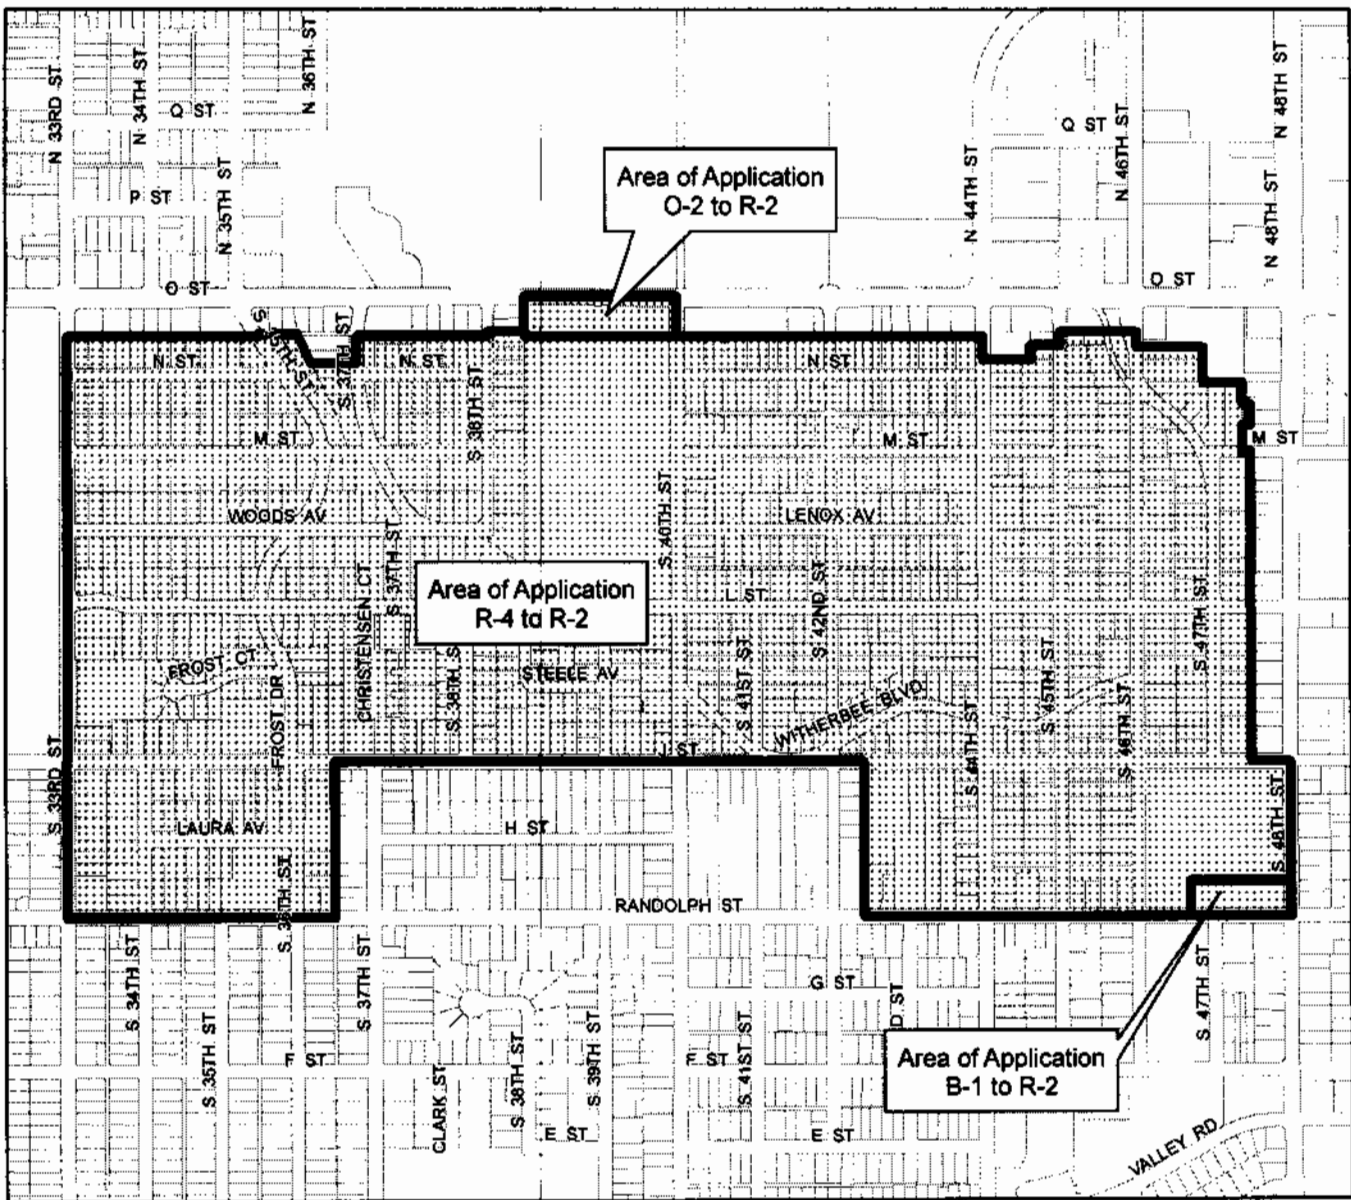 N 33RD ST
N 34TH ST
Q ST
N 36TH ST
P ST
N 35TH ST
O ST
Area of Application
O-2 to R-2
N 44TH ST
Q ST
N 46TH ST
N 48TH ST
N 48TH ST
O ST
N ST
S 35TH ST
S 37TH ST
N ST
S 38TH ST
N ST
M ST
M ST
M ST
WOODS AV
S 37TH ST
S 40TH ST
LENOX AV
Area of Application
R-4 to R-2
CHRISTENSEN CT
L ST
S 42ND ST
S 47TH ST
FROST CT
FROST DR
S 38TH S
STEELE AV
S 41ST ST
WITHERBEE BLVD
S 45TH ST
S 46TH ST
J ST
S 44TH ST
S 33RD ST
LAURA AV
H ST
S 48TH ST
S 36TH ST
RANDOLPH ST
S 34TH ST
S 35TH ST
S 37TH ST
G ST
D ST
S 47TH ST
F ST
CLARK ST
S 38TH ST
S 39TH ST
F ST
S 41ST ST
Area of Application
B-1 to R-2
E ST
E ST
VALLEY RD